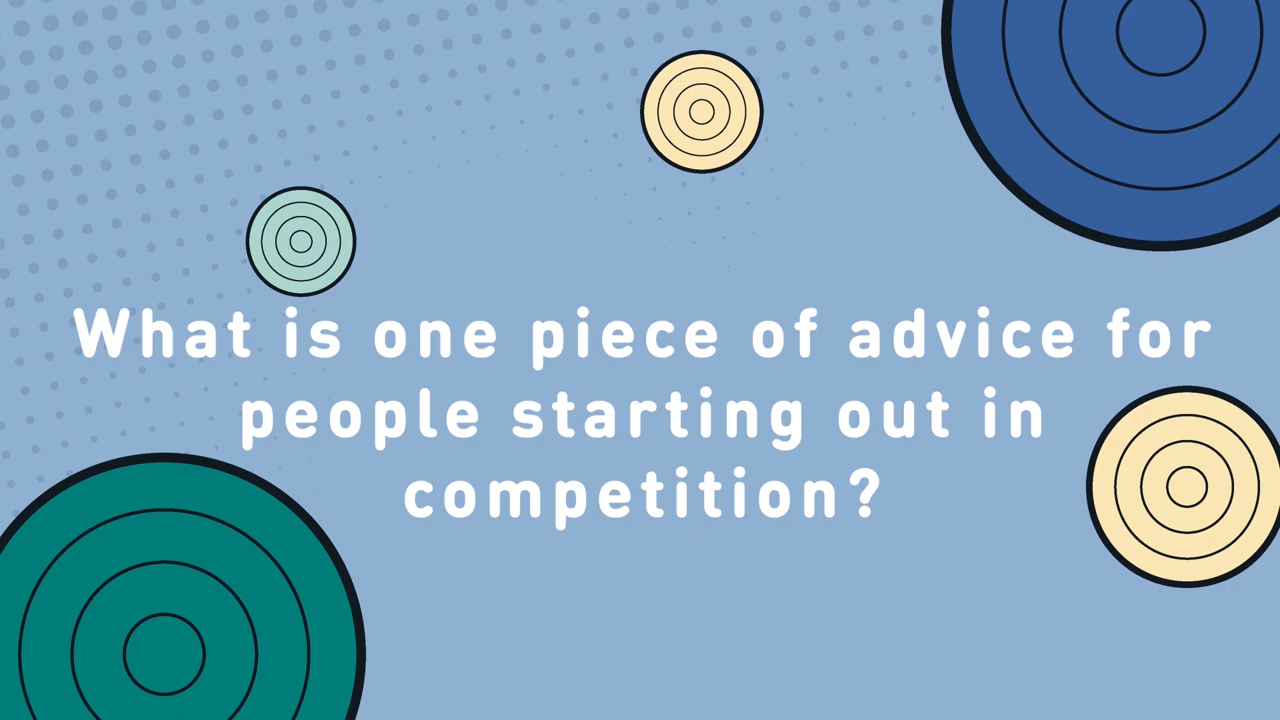 What is one piece of advice for
people starting out in
competition?